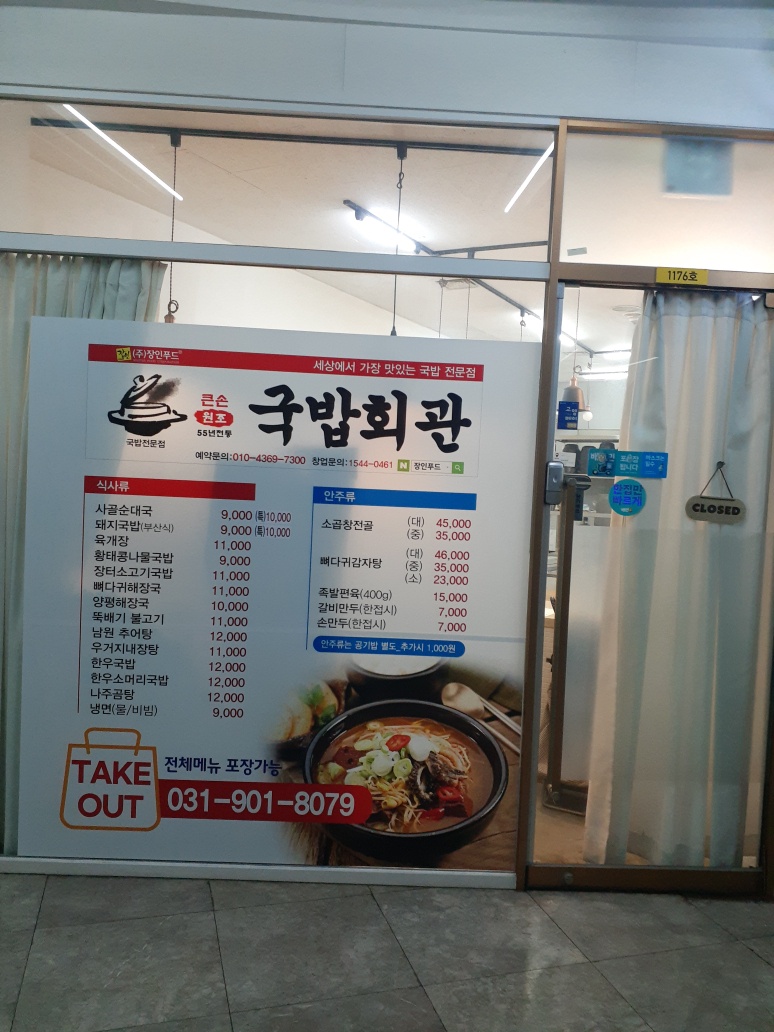 1176호
(주)장인푸드
세상에서 가장 맛있는 국밥 전문점
국밥전문점
큰손
원호
55년전통
국밥회관
예약문의:010-4369-7300 창업문의:1544-0461 N 장인푸드
식사류
사골순대국 9,000 (특)10,000
돼지국밥(부산식) 9,000 (특)10,000
육개장 11,000
황태콩나물국밥 9,000
장터소고기국밥 11,000
뼈다귀해장국 11,000
양평해장국 10,000
뚝배기 불고기 11,000
남원 추어탕 12,000
우거지내장탕 11,000
한우국밥 12,000
한우소머리국밥 12,000
나주곰탕 12,000
냉면(물/비빔) 9,000
안주류
소곱창전골 (대) 45,000
(중) 35,000
뼈다귀감자탕 (대) 46,000
(중) 35,000
(소) 23,000
족발편육(400g) 15,000
갈비만두(한접시) 7,000
손만두(한접시) 7,000
안주류는 공기밥 별도_추가시 1,000원
TAKE
OUT
전체메뉴 포장가능
031-901-8079
CLOSED